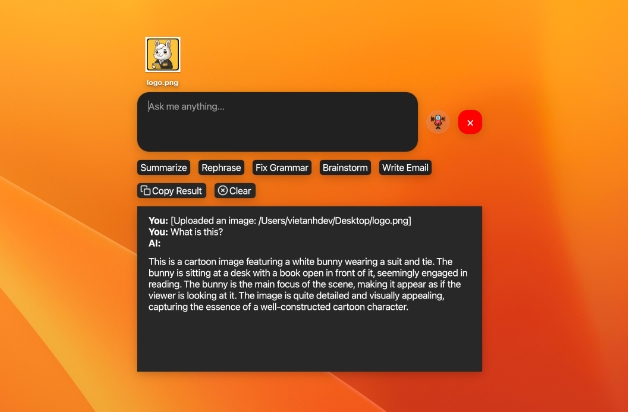 logo.png
Ask me anything...
×
Summarize Rephrase Fix Grammar Brainstorm Write Email
Copy Result Clear
You: [Uploaded an image: /Users/vietanhdev/Desktop/logo.png]
You: What is this?
AI:
This is a cartoon image featuring a white bunny wearing a suit and tie. The
bunny is sitting at a desk with a book open in front of it, seemingly engaged in
reading. The bunny is the main focus of the scene, making it appear as if the
viewer is looking at it. The image is quite detailed and visually appealing,
capturing the essence of a well-constructed cartoon character.